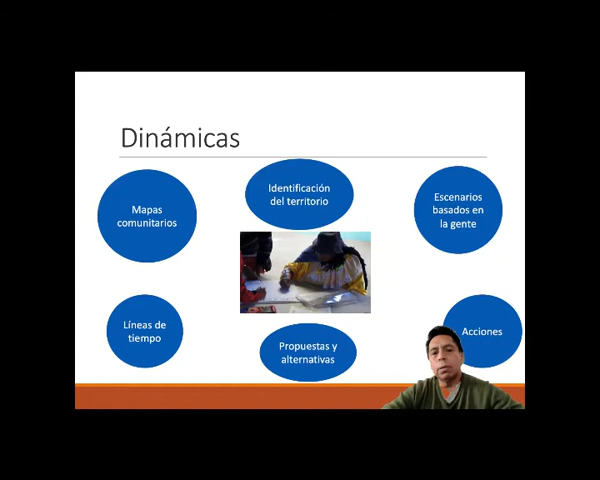 Dinámicas
Mapas
comunitarios
Identificación
del territorio
Escenarios
basados en
la gente
Líneas de
tiempo
Propuestas y
alternativas
Acciones